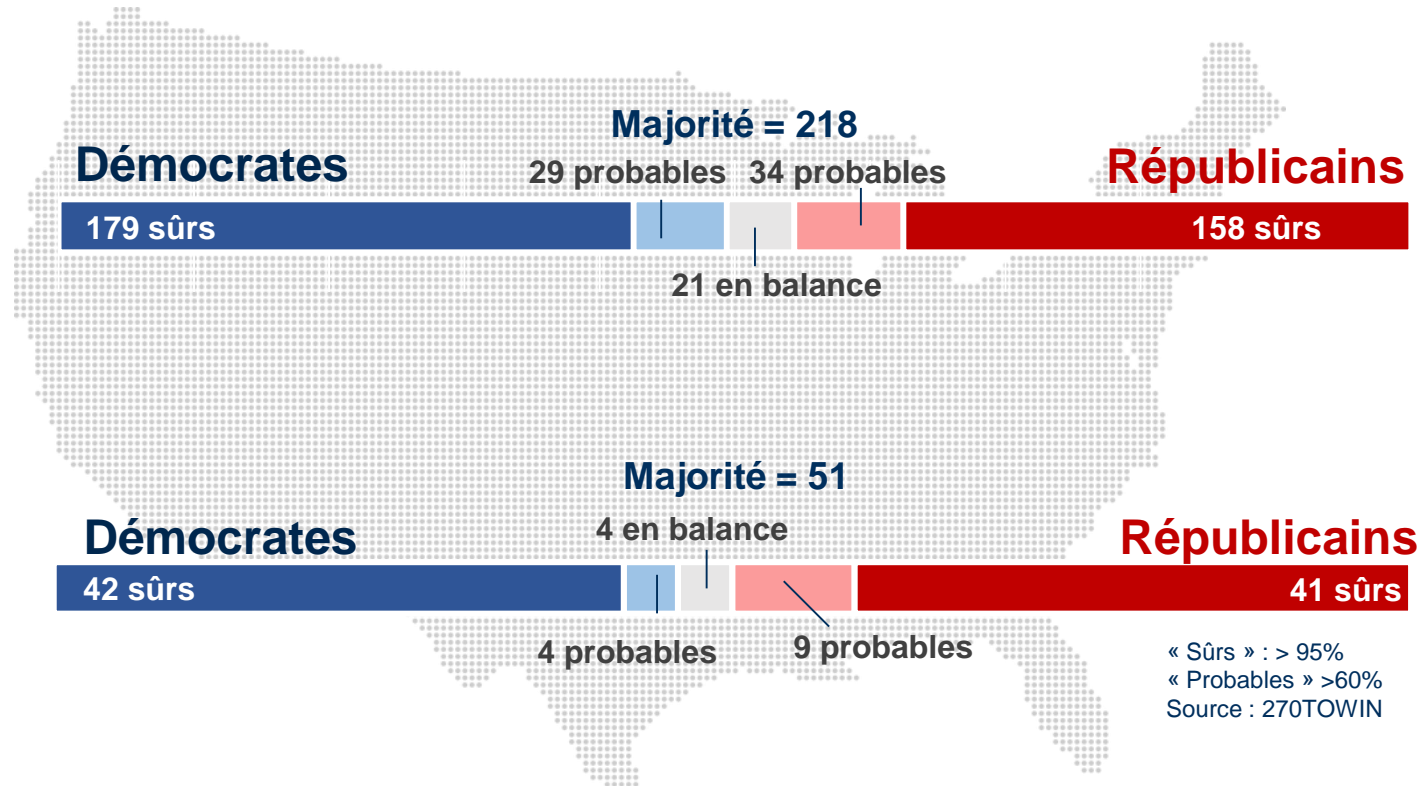 Majorité = 218
Démocrates
29 probables
34 probables
Républicains
179 sûrs
158 sûrs
21 en balance
Majorité = 51
Démocrates
4 en balance
Républicains
42 sûrs
41 sûrs
4 probables
9 probables
« Sûrs » : > 95%
« Probables » >60%
Source : 270TOWIN